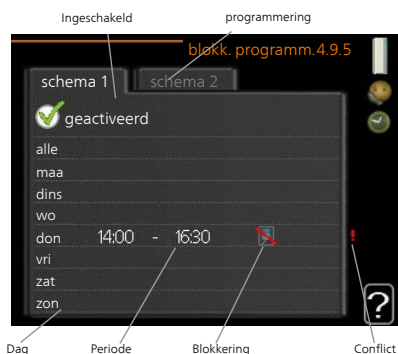 Ingeschakeld programmering
blokk. programm.4.9.5
schema 1 schema 2
geactiveerd
alle
maa
dins
wo
don 14:00 - 16:30 !
vri
zat
zon
?
Dag Periode Blokkering Conflict